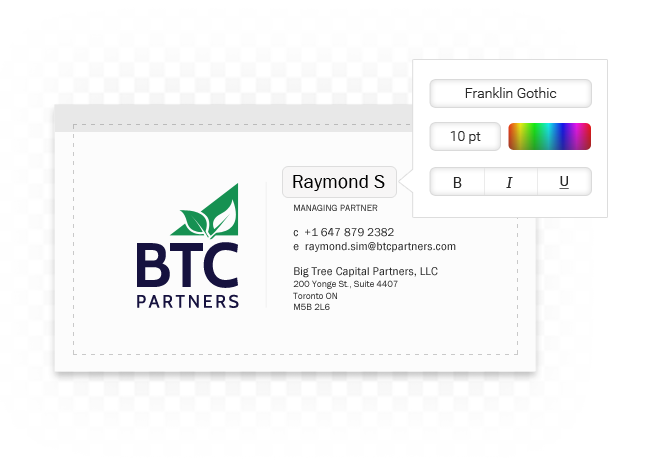 Franklin Gothic
10 pt
B I U
Raymond S
MANAGING PARTNER
c +1 647 879 2382
e raymond.sim@btcpartners.com
Big Tree Capital Partners, LLC
200 Yonge St., Suite 4407
Toronto ON
M5B 2L6
BTC
PARTNERS